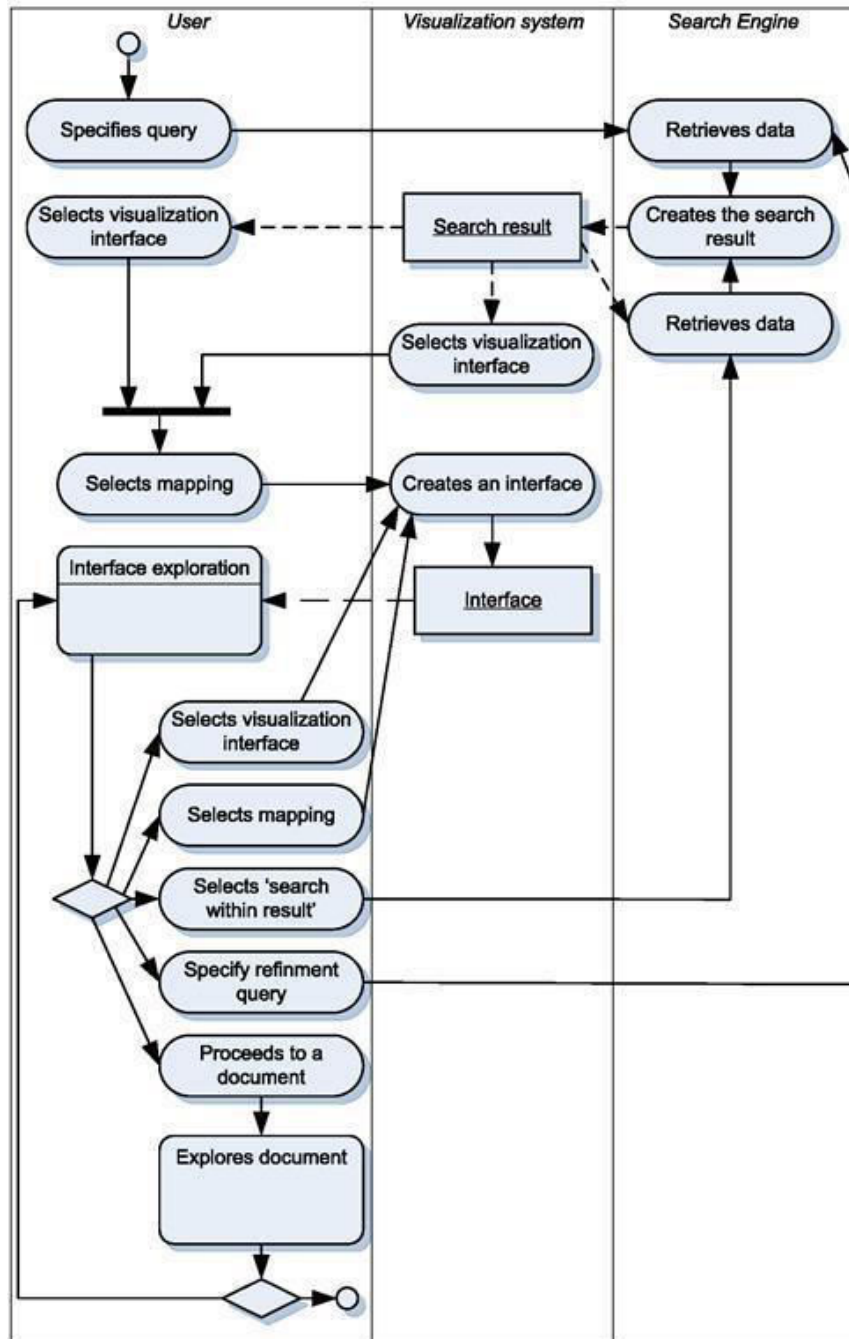 User
Visualization system
Search Engine
Specifies query
Retrieves data
Selects visualization
interface
Search result
Creates the search
result
Selects visualization
interface
Retrieves data
Selects mapping
Creates an interface
Interface exploration
Interface
Selects visualization
interface
Selects mapping
Selects 'search
within result'
Specify refinment
query
Proceeds to a
document
Explores document